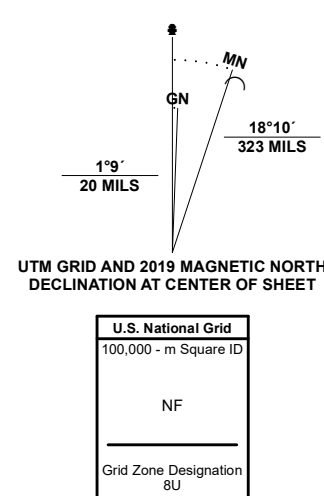 MN
GN
18°10´
323 MILS
1°9´
20 MILS
UTM GRID AND 2019 MAGNETIC NORTH
DECLINATION AT CENTER OF SHEET
U.S. National Grid
100,000 - m Square ID
NF
Grid Zone Designation
8U